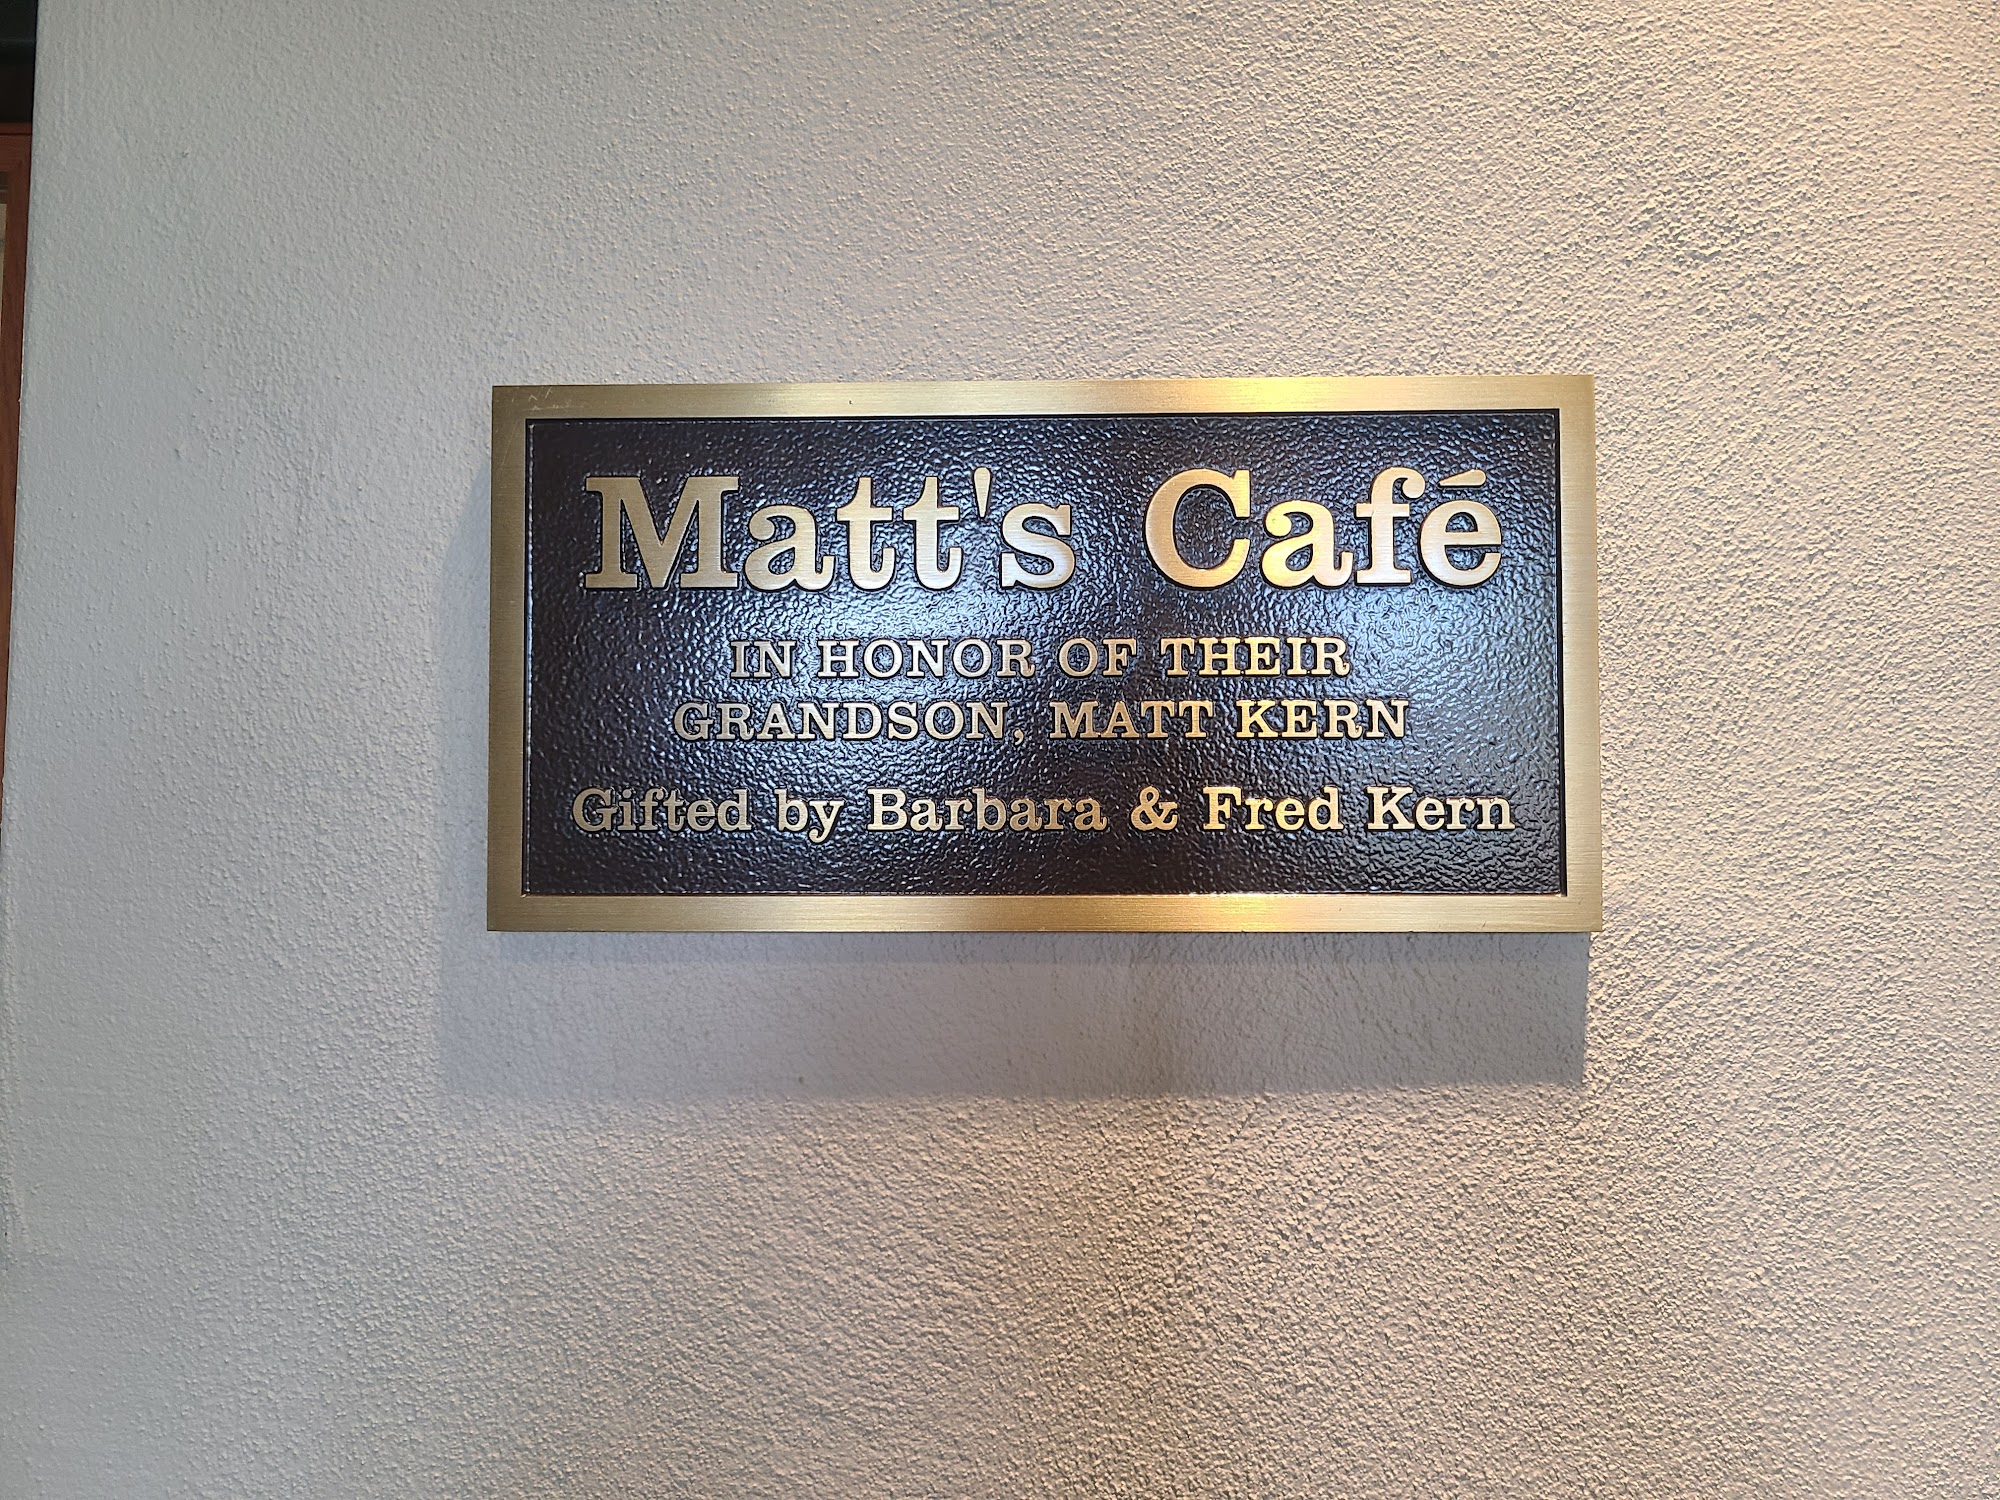 Matt's Café
IN HONOR OF THEIR
GRANDSON, MATT KERN
Gifted by Barbara & Fred Kern